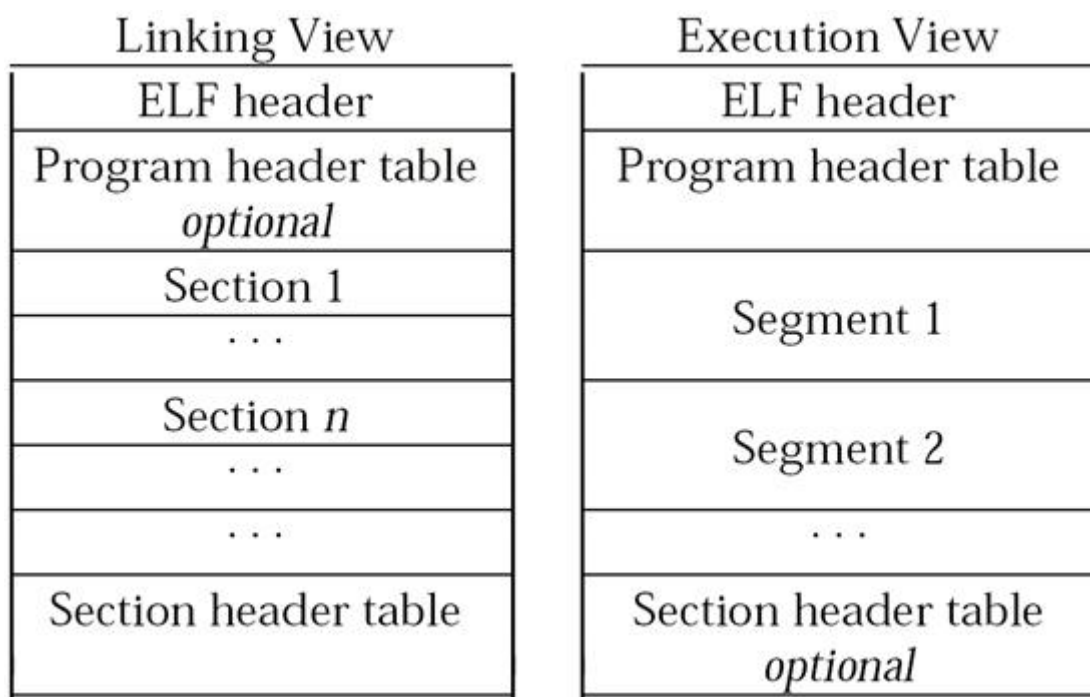 Linking View
ELF header
Program header table
optional
Section 1
. . .
Section n
. . .
. . .
Section header table
Execution View
ELF header
Program header table
Segment 1
Segment 2
. . .
Section header table
optional